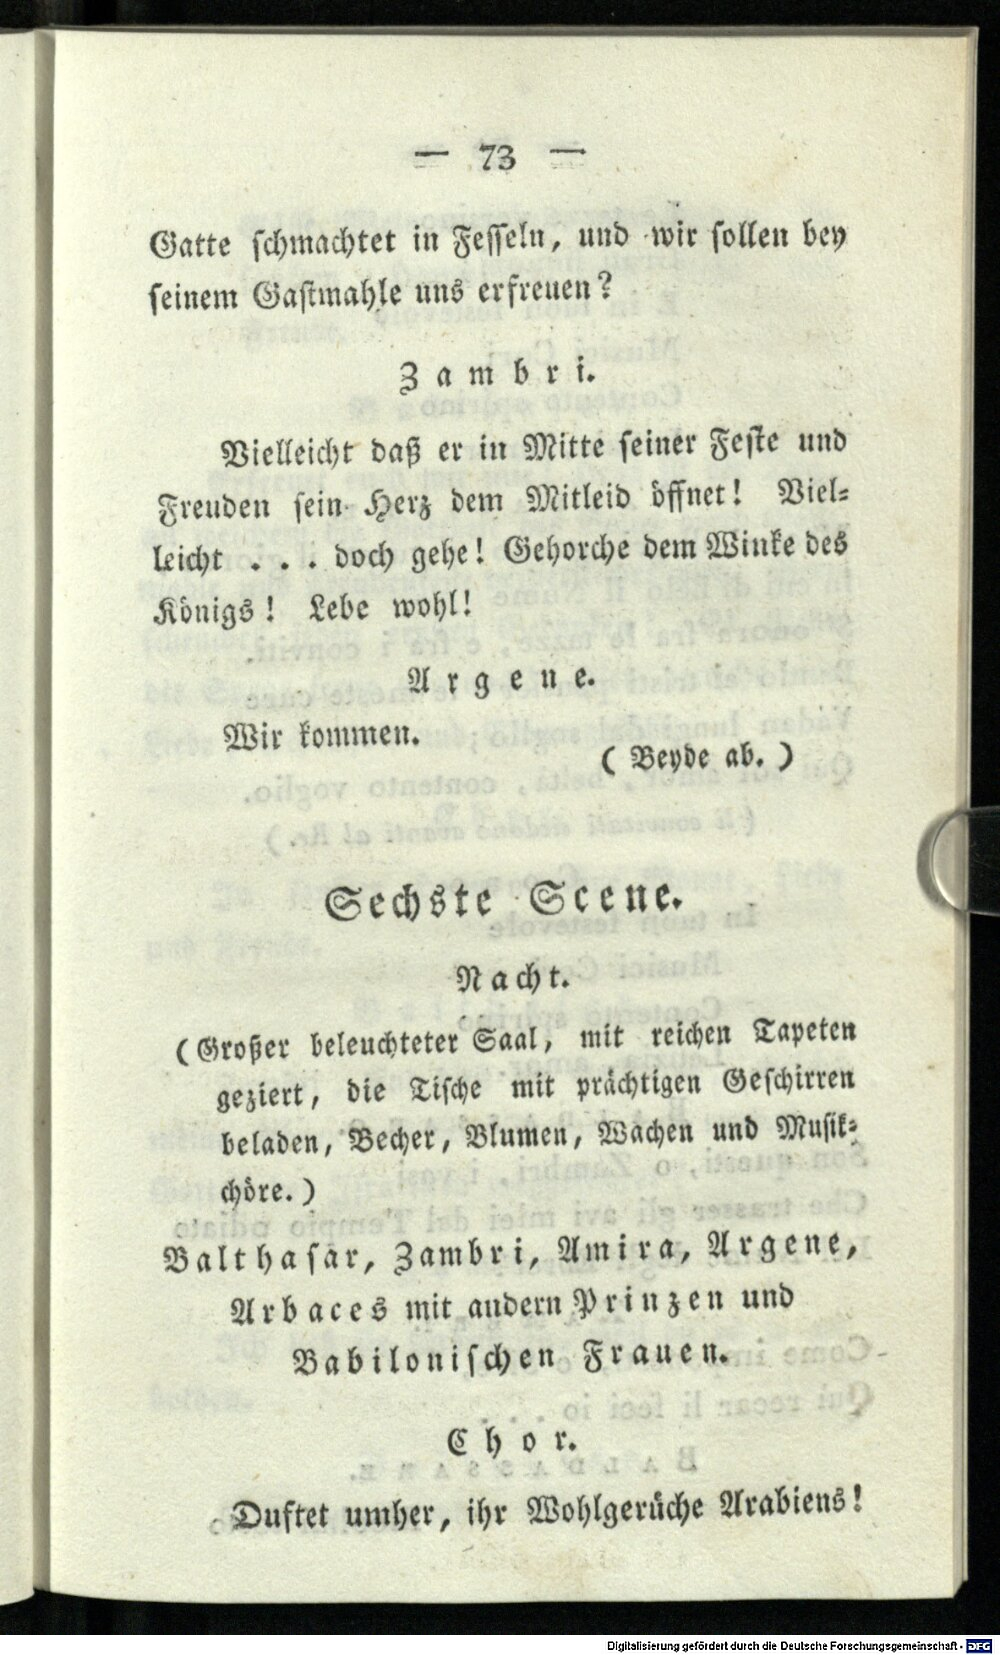 — 73 —
Gatte schmachtet in Fesseln, und wir sollen bey
seinem Gastmahle uns erfreuen?
Zambri.
Vielleicht daß er in Mitte seiner Feste und
Freuden sein Herz dem Mitleid öffnet! Viel-
leicht . . . doch gehe! Gehorche dem Winke des
Königs! Lebe wohl!
Argene.
Wir kommen.
( Beyde ab. )
Sechste Scene.
Nacht.
(Großer beleuchteter Saal, mit reichen Tapeten
geziert, die Tische mit prächtigen Geschirren
beladen, Becher, Blumen, Wachen und Musik-
chöre.)
Balthasar, Zambri, Amira, Argene,
Arbaces mit andern Prinzen und
Babilonischen Frauen.
Chor.
Duftet umher, ihr Wohlgerüche Arabiens!
Digitalisierung gefördert durch die Deutsche Forschungsgemeinschaft - DFG